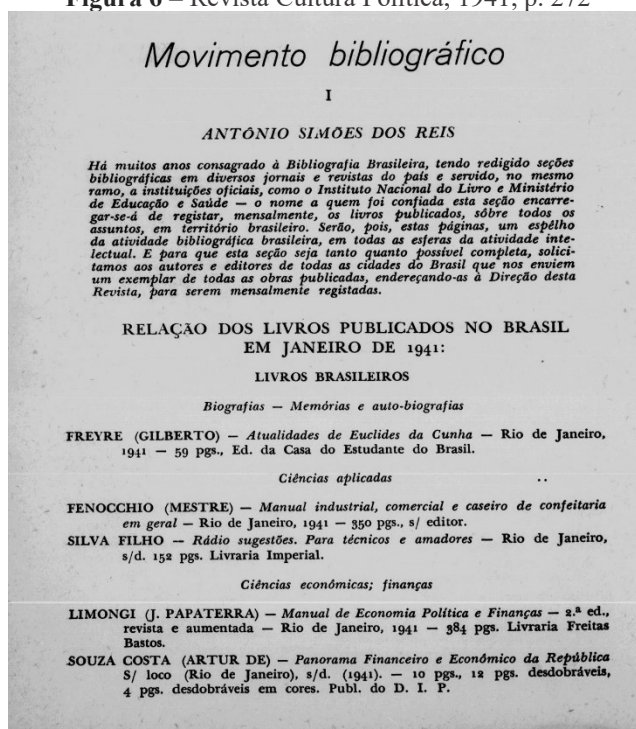 Figura 6 – Revista Cultura Política, 1941, p. 272
Movimento bibliográfico
I
ANTÔNIO SIMÕES DOS REIS
Há muitos anos consagrado à Bibliografia Brasileira, tendo redigido seções
bibliográficas em diversos jornais e revistas do país e servido, no mesmo
ramo, a instituições oficiais, como o Instituto Nacional do Livro e Ministério
de Educação e Saúde — o nome a quem foi confiada esta seção encarre-
gar-se-á de registar, mensalmente, os livros publicados, sôbre todos os
assuntos, em território brasileiro. Serão, pois, estas páginas, um espêlho
da atividade bibliográfica brasileira, em todas as esferas da atividade inte-
lectual. E para que esta seção seja tanto quanto possível completa, solici-
tamos aos autores e editores de todas as cidades do Brasil que nos enviem
um exemplar de todas as obras publicadas, endereçando-as à Direção desta
Revista, para serem mensalmente registadas.
RELAÇÃO DOS LIVROS PUBLICADOS NO BRASIL
EM JANEIRO DE 1941:
LIVROS BRASILEIROS
Biografias — Memórias e auto-biografias
FREYRE (GILBERTO) — Atualidades de Euclides da Cunha — Rio de Janeiro,
1941 — 59 pgs., Ed. da Casa do Estudante do Brasil.
Ciências aplicadas
FENOCCHIO (MESTRE) — Manual industrial, comercial e caseiro de confeitaria
em geral — Rio de Janeiro, 1941 — 350 pgs., s/ editor.
SILVA FILHO — Rádio sugestões. Para técnicos e amadores — Rio de Janeiro,
s/d. 152 pgs. Livraria Imperial.
Ciências econômicas; finanças
LIMONGI (J. PAPATERRA) — Manual de Economia Política e Finanças — 2.ª ed.,
revista e aumentada — Rio de Janeiro, 1941 — 384 pgs. Livraria Freitas
Bastos.
SOUZA COSTA (ARTUR DE) — Panorama Financeiro e Econômico da República
S/ loco (Rio de Janeiro), s/d. (1941). — 10 pgs., 12 pgs. desdobráveis,
4 pgs. desdobráveis em cores. Publ. do D. I. P.